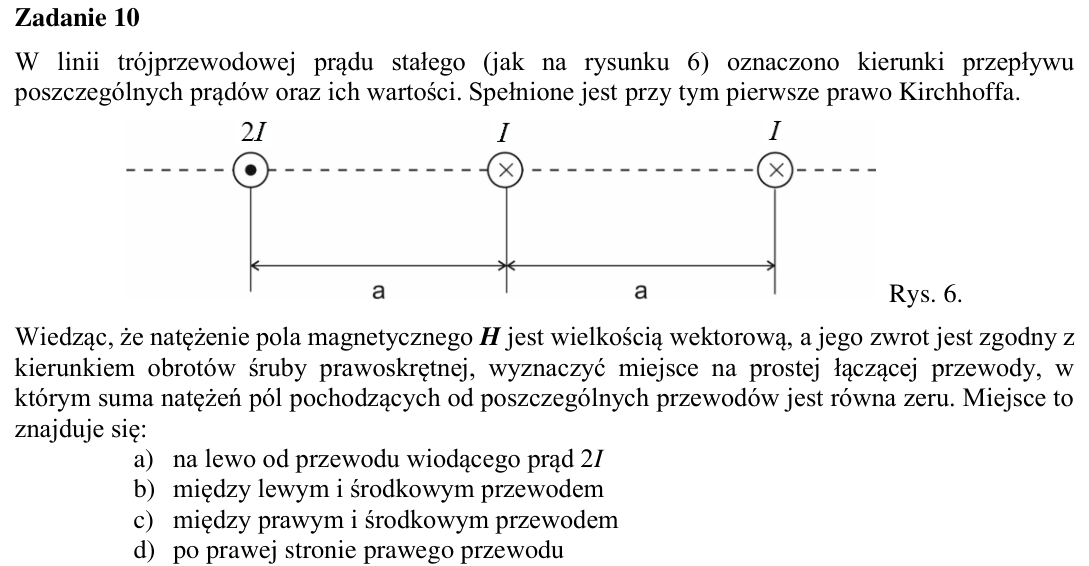 Zadanie 10
W linii trójprzewodowej prądu stałego (jak na rysunku 6) oznaczono kierunki przepływu
poszczególnych prądów oraz ich wartości. Spełnione jest przy tym pierwsze prawo Kirchhoffa.
2I I I
a a
Rys. 6.
Wiedząc, że natężenie pola magnetycznego H jest wielkością wektorową, a jego zwrot jest zgodny z
kierunkiem obrotów śruby prawoskrętnej, wyznaczyć miejsce na prostej łączącej przewody, w
którym suma natężeń pól pochodzących od poszczególnych przewodów jest równa zeru. Miejsce to
znajduje się:
a) na lewo od przewodu wiodącego prąd 2I
b) między lewym i środkowym przewodem
c) między prawym i środkowym przewodem
d) po prawej stronie prawego przewodu